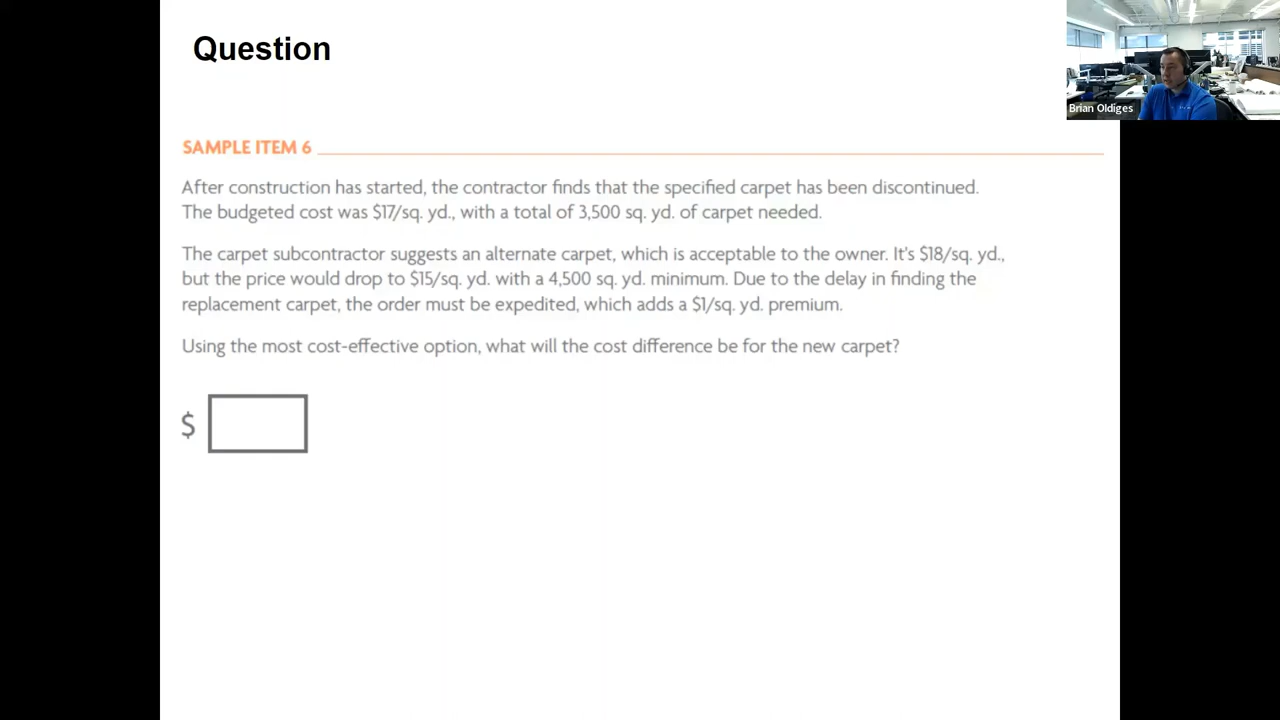 Question
Brian Oldiges
SAMPLE ITEM 6
After construction has started, the contractor finds that the specified carpet has been discontinued.
The budgeted cost was $17/sq. yd., with a total of 3,500 sq. yd. of carpet needed.
The carpet subcontractor suggests an alternate carpet, which is acceptable to the owner. It's $18/sq. yd.,
but the price would drop to $15/sq. yd. with a 4,500 sq. yd. minimum. Due to the delay in finding the
replacement carpet, the order must be expedited, which adds a $1/sq. yd. premium.
Using the most cost-effective option, what will the cost difference be for the new carpet?
$